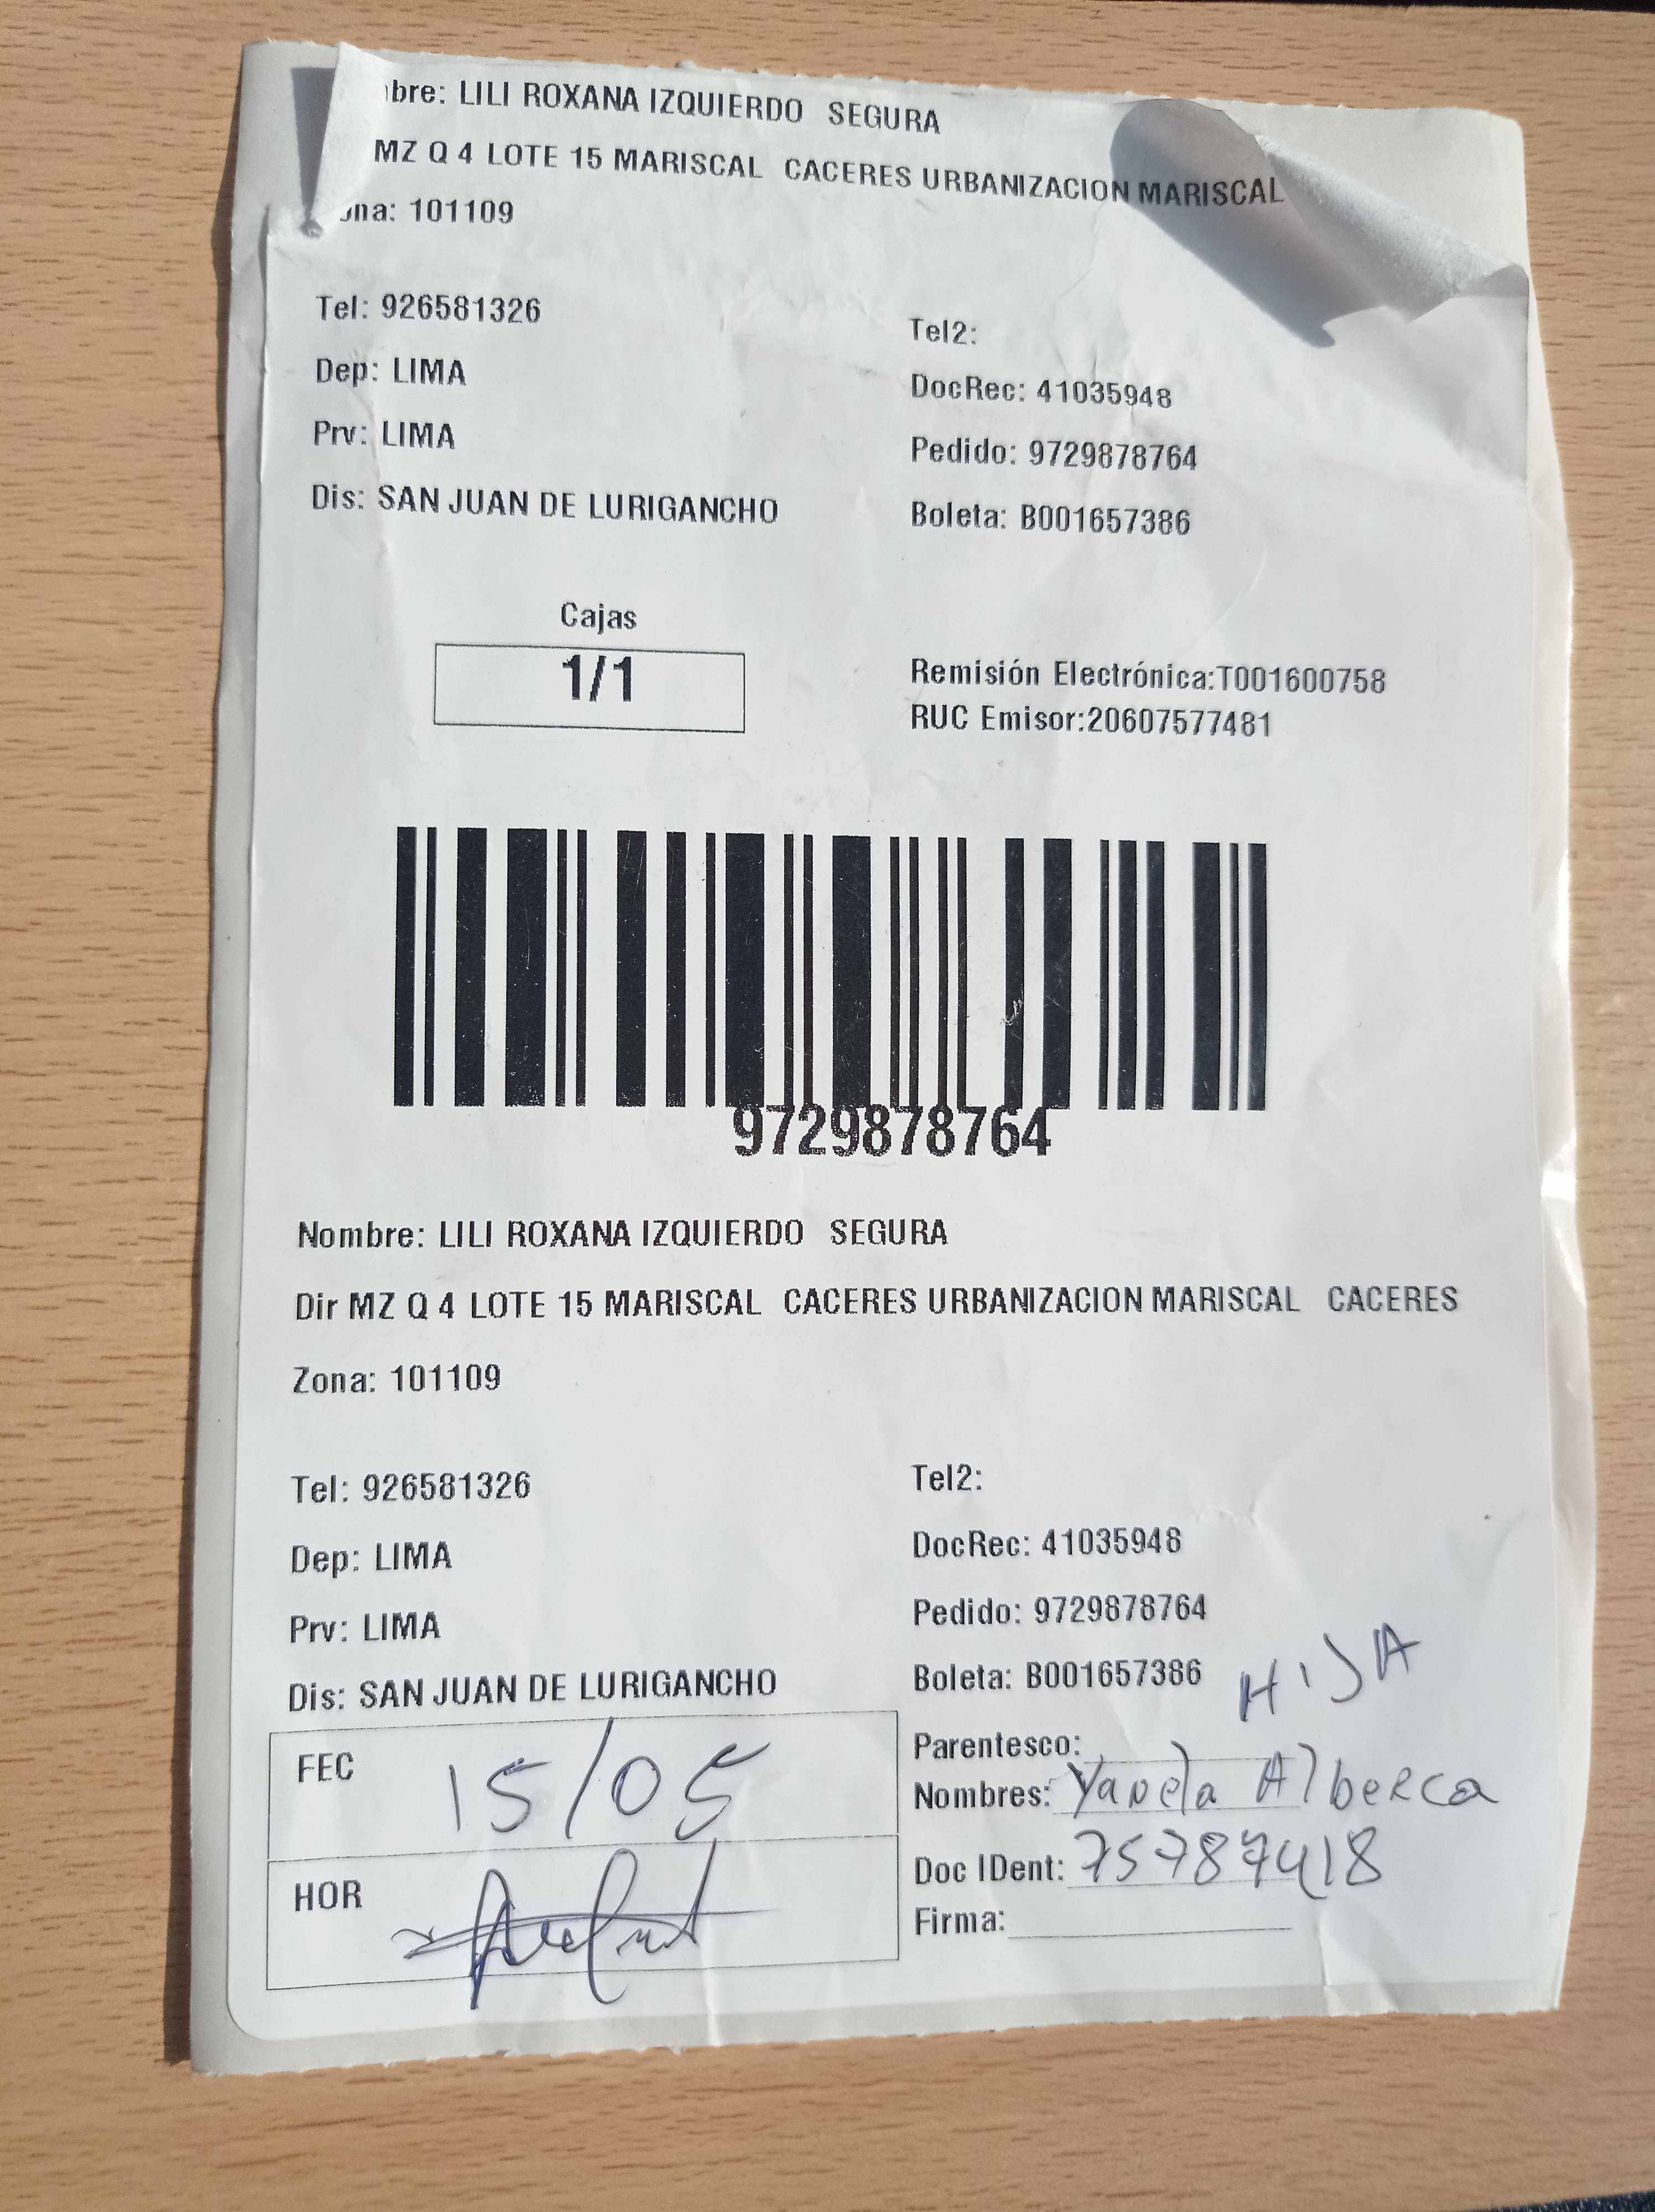 bre: LILI ROXANA IZQUIERDO SEGURA
MZ Q 4 LOTE 15 MARISCAL CACERES URBANIZACION MARISCAL
na: 101109
Tel: 926581326
Tel2:
Dep: LIMA
DocRec: 41035948
Prv: LIMA
Pedido: 9729878764
Dis: SAN JUAN DE LURIGANCHO
Boleta: B001657386
Cajas
1/1
Remisión Electrónica:T001600758
RUC Emisor:20607577481
9729878764
Nombre: LILI ROXANA IZQUIERDO SEGURA
Dir MZ Q 4 LOTE 15 MARISCAL CACERES URBANIZACION MARISCAL CACERES
Zona: 101109
Tel: 926581326
Tel2:
Dep: LIMA
DocRec: 41035948
Prv: LIMA
Pedido: 9729878764
Dis: SAN JUAN DE LURIGANCHO
Boleta: B001657386
FEC 15/05
Parentesco: HIJA
Nombres: Yanela Alberca
HOR
Doc IDent: 75787418
Firma: